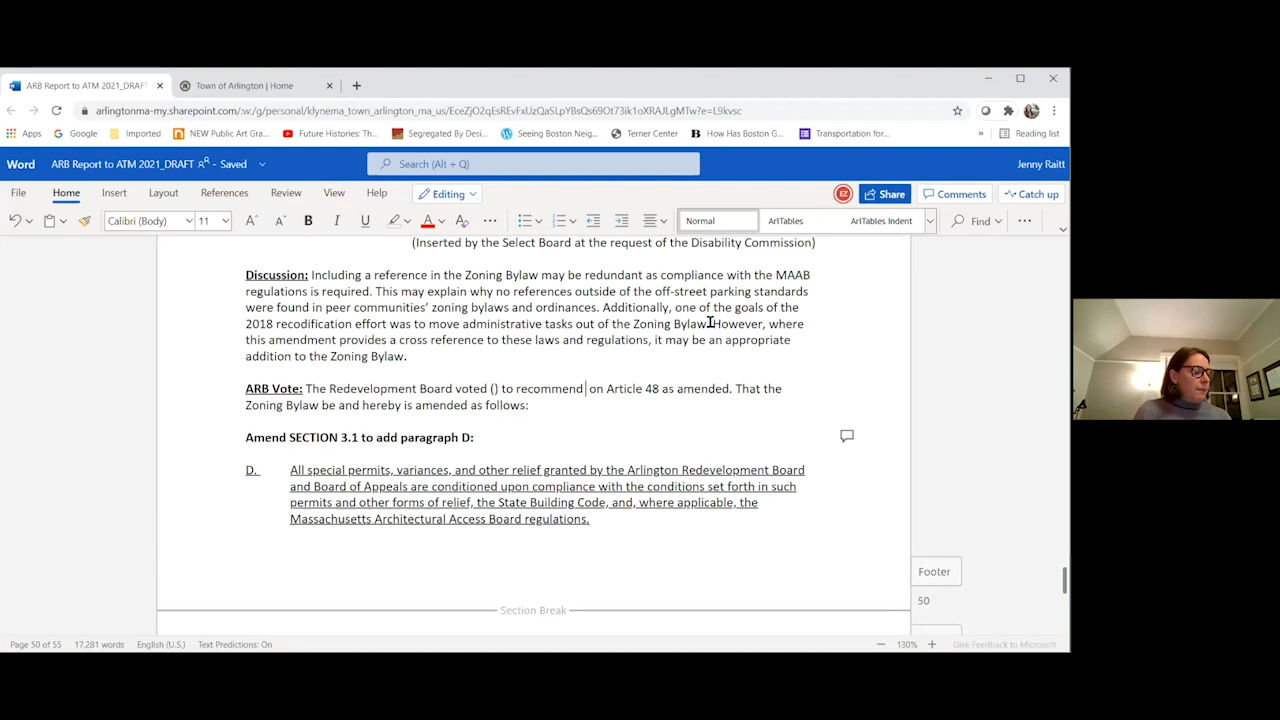 ARB Report to ATM 2021_DRAFT
Town of Arlington | Home
arlingtonma-my.sharepoint.com/:w:/g/personal/klynema_town_arlington_ma_us/EceZjO2qEsREvFxUzQaSLpYBsQs69Ot73ik1oXRAJLgMTw?e=L9kvsc
Apps Google Imported NEW Public Art Gra... Future Histories: Th... Segregated By Desi... Seeing Boston Neig... Terner Center How Has Boston G... Transportation for... » Reading list
Word ARB Report to ATM 2021_DRAFT - Saved Search (Alt + Q) Jenny Raitt
File Home Insert Layout References Review View Help Editing EZ Share Comments Catch up
Calibri (Body) 11 B I U A Normal ArlTables ArlTables Indent Find
(Inserted by the Select Board at the request of the Disability Commission)
Discussion: Including a reference in the Zoning Bylaw may be redundant as compliance with the MAAB
regulations is required. This may explain why no references outside of the off-street parking standards
were found in peer communities’ zoning bylaws and ordinances. Additionally, one of the goals of the
2018 recodification effort was to move administrative tasks out of the Zoning Bylaw. However, where
this amendment provides a cross reference to these laws and regulations, it may be an appropriate
addition to the Zoning Bylaw.
ARB Vote: The Redevelopment Board voted () to recommend on Article 48 as amended. That the
Zoning Bylaw be and hereby is amended as follows:
Amend SECTION 3.1 to add paragraph D:
D. All special permits, variances, and other relief granted by the Arlington Redevelopment Board
and Board of Appeals are conditioned upon compliance with the conditions set forth in such
permits and other forms of relief, the State Building Code, and, where applicable, the
Massachusetts Architectural Access Board regulations.
Footer
50
Section Break
Page 50 of 55 17,281 words English (U.S.) Text Predictions: On 130% Give Feedback to Microsoft